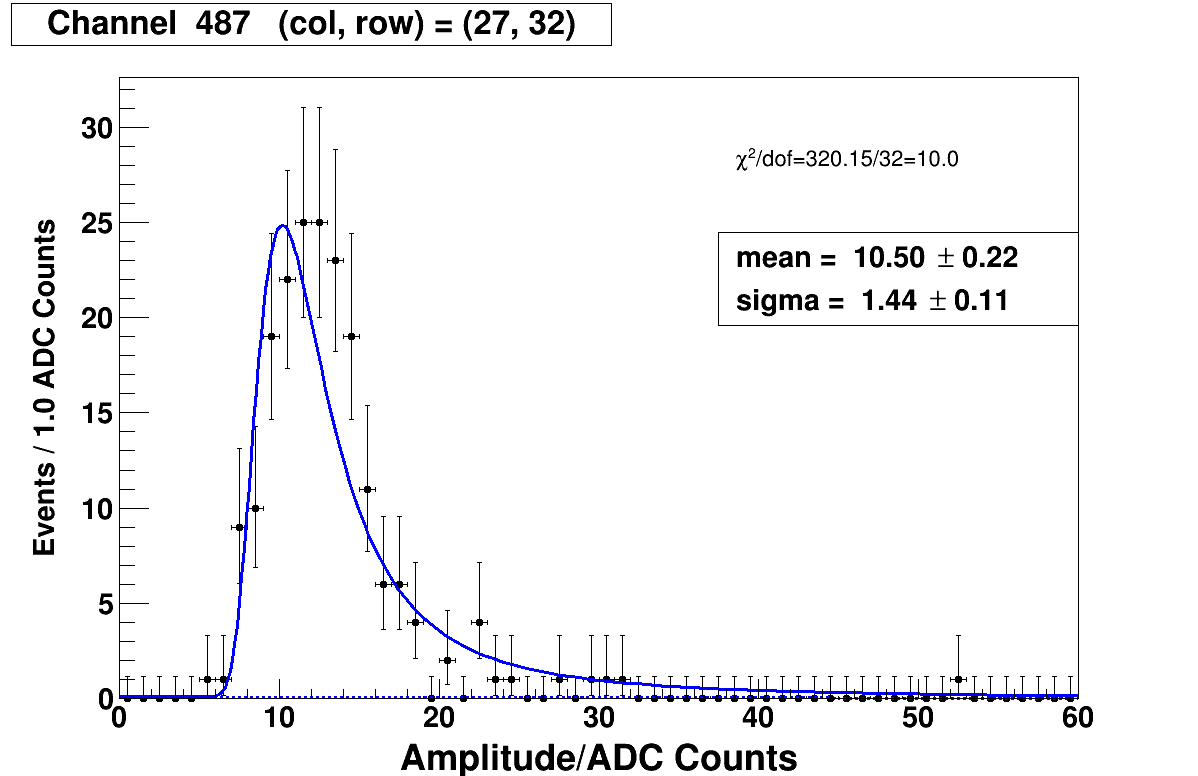 Channel 487 (col, row) = (27, 32)
χ²/dof=320.15/32=10.0
mean = 10.50 ± 0.22
sigma = 1.44 ± 0.11
Events / 1.0 ADC Counts
30
25
20
15
10
5
0
0 10 20 30 40 50 60
Amplitude/ADC Counts